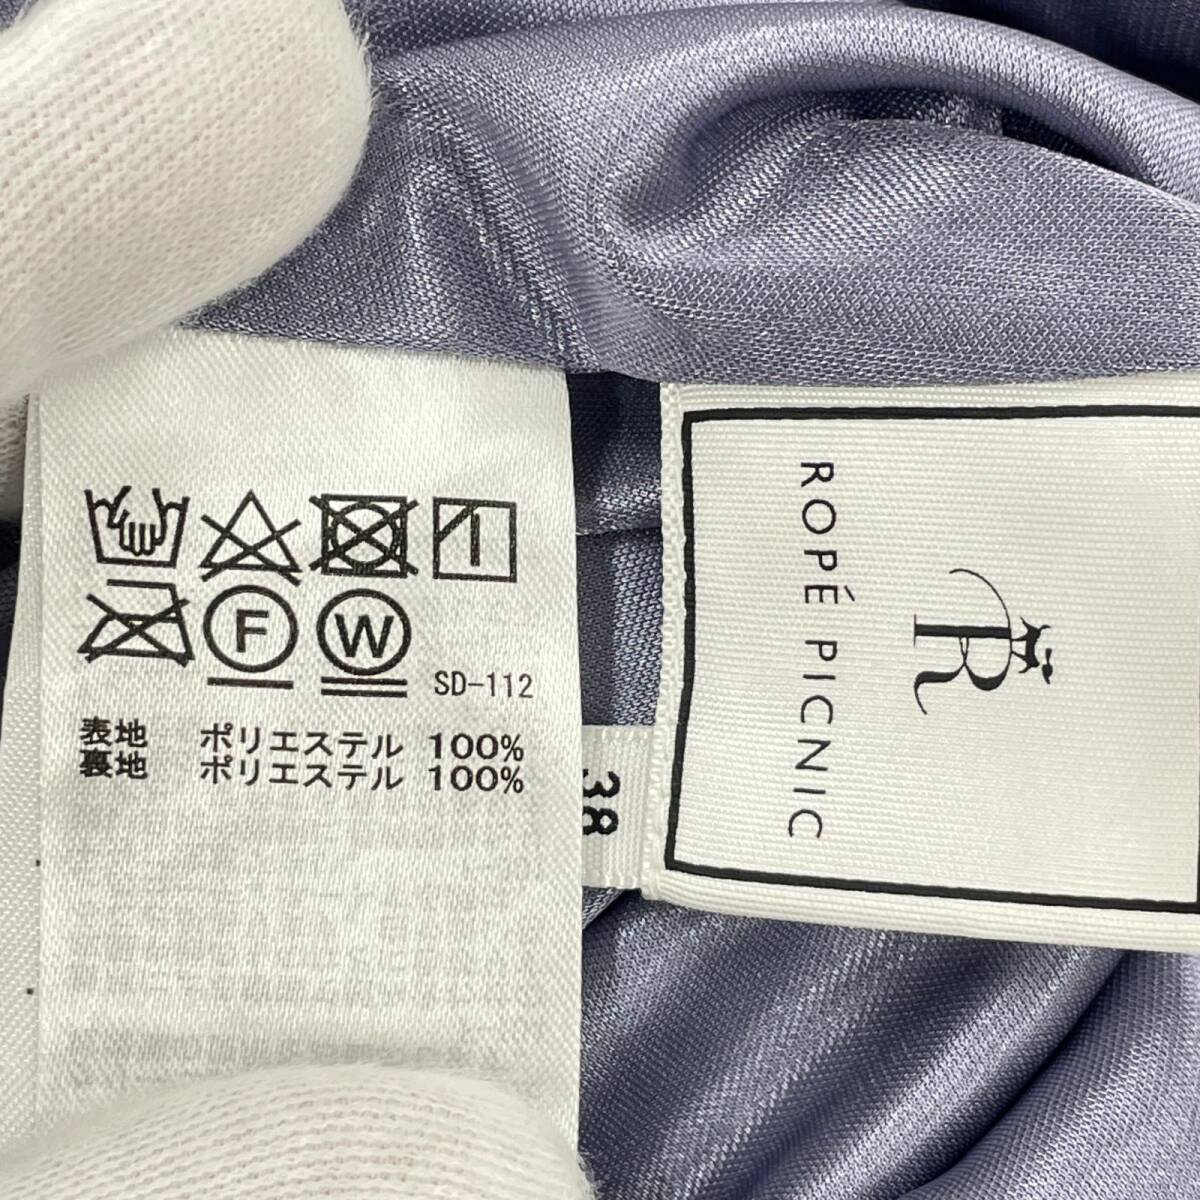 F
W
SD-112
表地 ポリエステル 100%
裏地 ポリエステル 100%
38
R
ROPÉ PICNIC